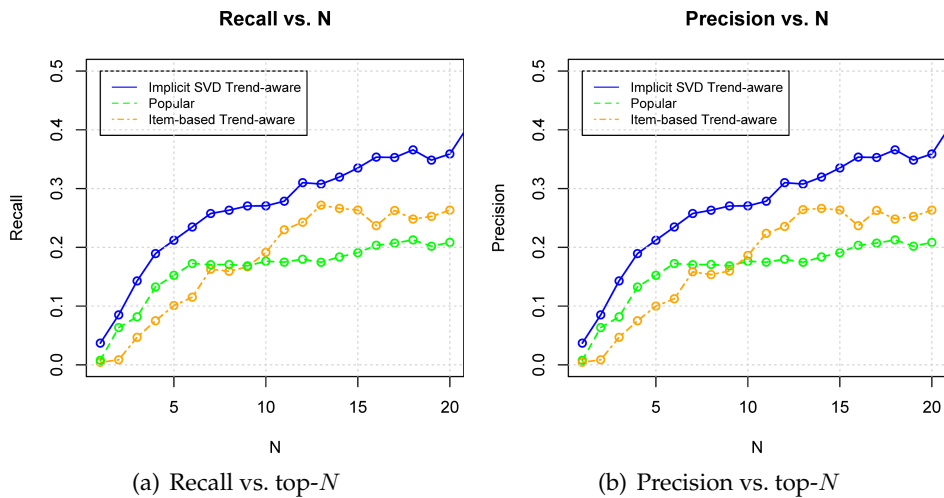 Recall vs. N
Recall
0.0 0.1 0.2 0.3 0.4 0.5
Implicit SVD Trend-aware
Popular
Item-based Trend-aware
5 10 15 20
N
(a) Recall vs. top-N
Precision vs. N
Precision
0.0 0.1 0.2 0.3 0.4 0.5
Implicit SVD Trend-aware
Popular
Item-based Trend-aware
5 10 15 20
N
(b) Precision vs. top-N